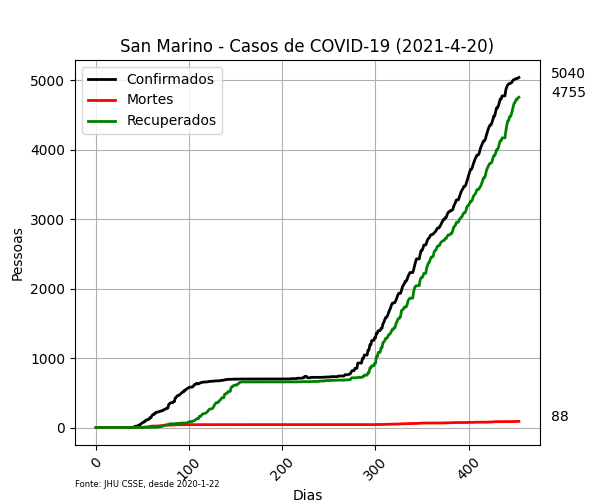 San Marino - Casos de COVID-19 (2021-4-20)
Confirmados
Mortes
Recuperados
5040
4755
88
5000
4000
3000
2000
1000
0
Pessoas
0
100
200
300
400
Fonte: JHU CSSE, desde 2020-1-22
Dias